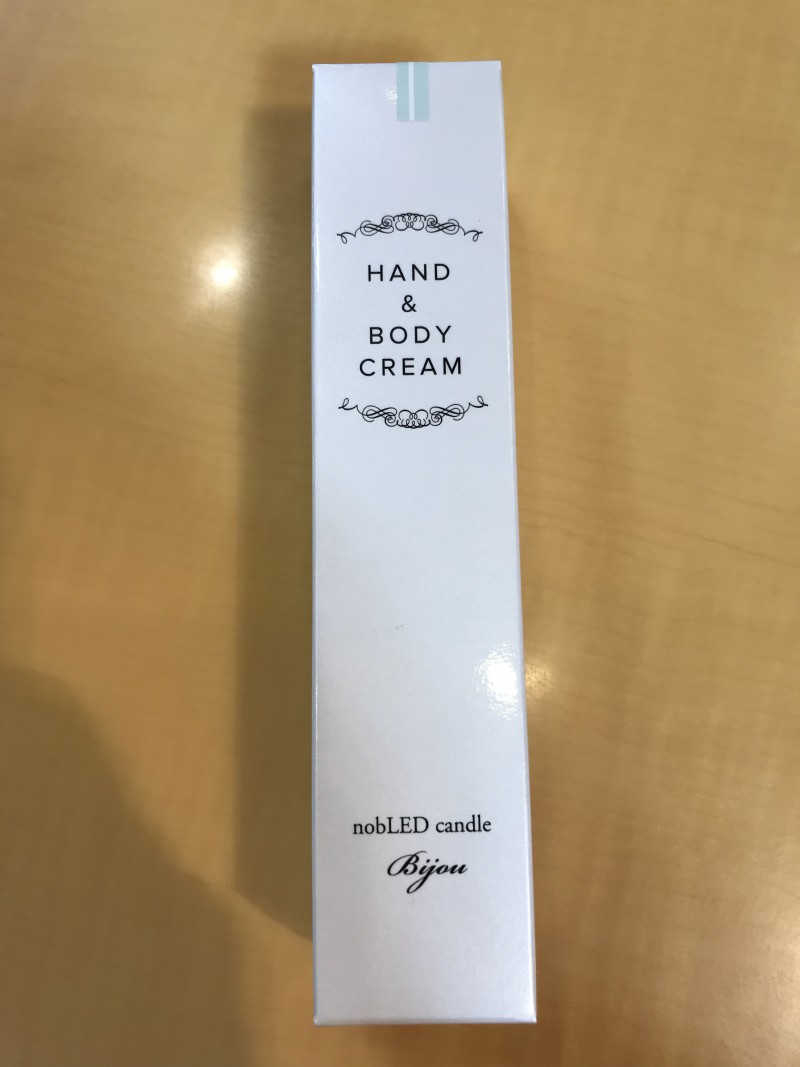 HAND
&
BODY
CREAM
nobLED candle
Bijou